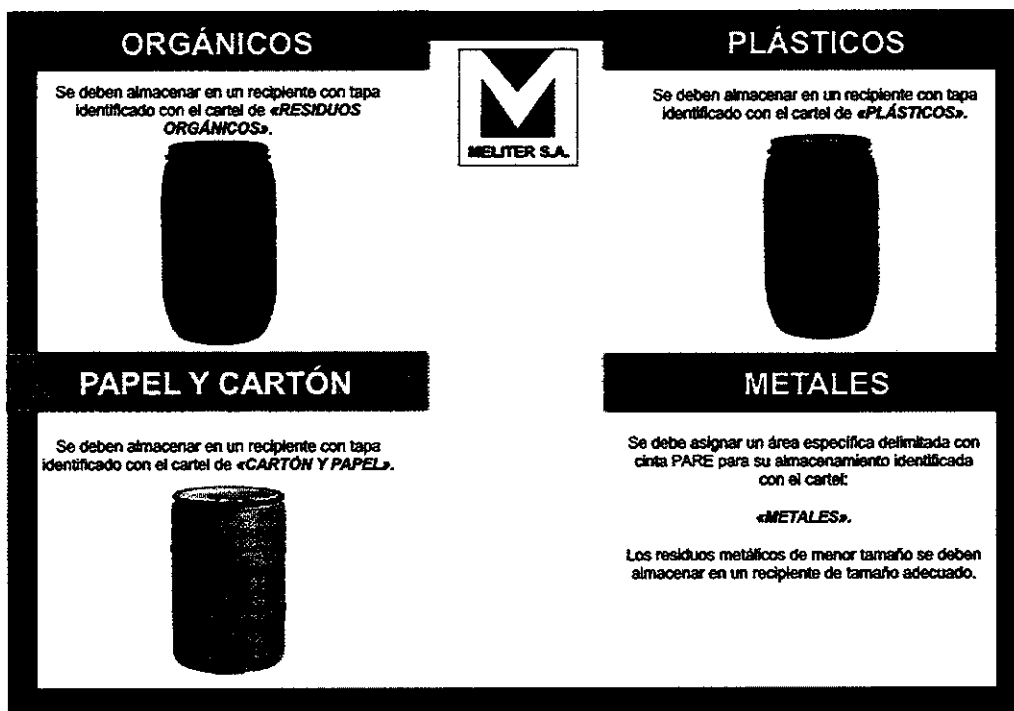 ORGÁNICOS
Se deben almacenar en un recipiente con tapa
identificado con el cartel de «RESIDUOS
ORGÁNICOS».
MELITER S.A.
PLÁSTICOS
Se deben almacenar en un recipiente con tapa
identificado con el cartel de «PLÁSTICOS».
PAPEL Y CARTÓN
Se deben almacenar en un recipiente con tapa
identificado con el cartel de «CARTÓN Y PAPEL».
METALES
Se debe asignar un área específica delimitada con
cinta PARE para su almacenamiento identificada
con el cartel:
«METALES».
Los residuos metálicos de menor tamaño se deben
almacenar en un recipiente de tamaño adecuado.